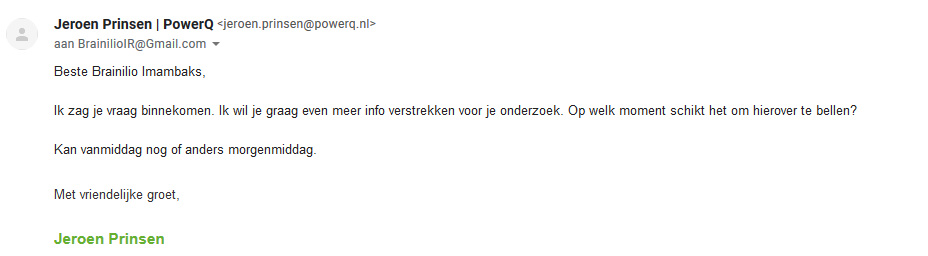 Jeroen Prinsen | PowerQ <jeroen.prinsen@powerq.nl>
aan BrainilioIR@Gmail.com
Beste Brainilio Imambaks,
Ik zag je vraag binnekomen. Ik wil je graag even meer info verstrekken voor je onderzoek. Op welk moment schikt het om hierover te bellen?
Kan vanmiddag nog of anders morgenmiddag.
Met vriendelijke groet,
Jeroen Prinsen